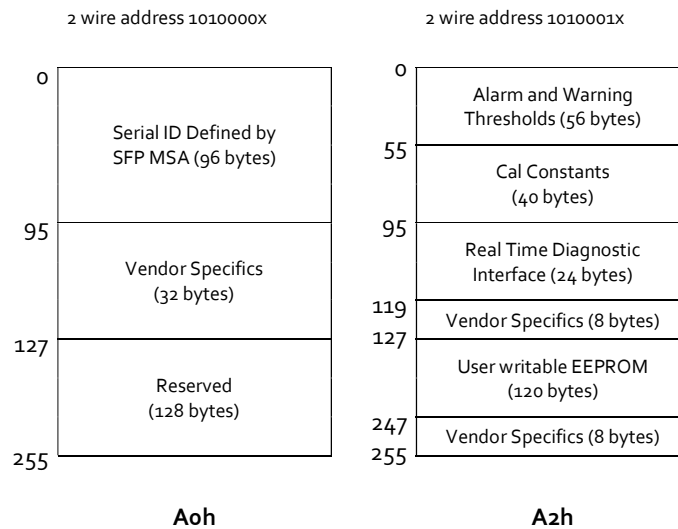 2 wire address 1010000x
0
Serial ID Defined by
SFP MSA (96 bytes)
95
Vendor Specifics
(32 bytes)
127
Reserved
(128 bytes)
255
A0h
2 wire address 1010001x
0
Alarm and Warning
Thresholds (56 bytes)
55
Cal Constants
(40 bytes)
95
Real Time Diagnostic
Interface (24 bytes)
119
Vendor Specifics (8 bytes)
127
User writable EEPROM
(120 bytes)
247
Vendor Specifics (8 bytes)
255
A2h